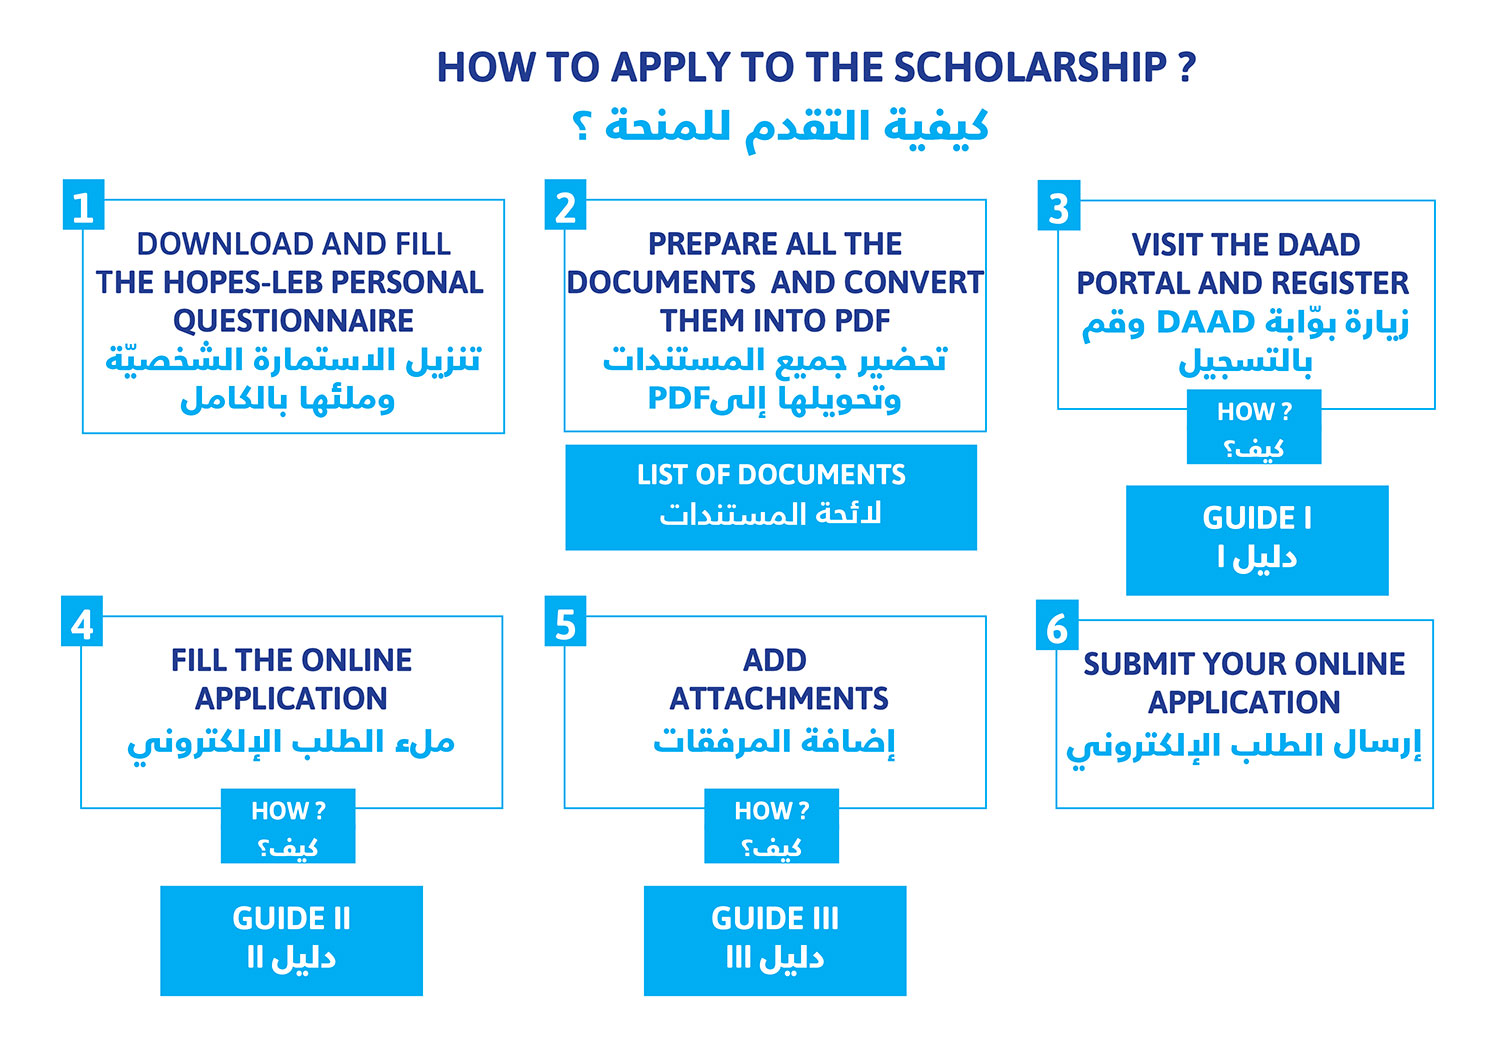 HOW TO APPLY TO THE SCHOLARSHIP ?
كيفية التقدم للمنحة ؟
1
DOWNLOAD AND FILL
THE HOPES-LEB PERSONAL
QUESTIONNAIRE
تنزيل الاستمارة الشخصيّة
وملئها بالكامل
2
PREPARE ALL THE
DOCUMENTS AND CONVERT
THEM INTO PDF
تحضير جميع المستندات
وتحويلها إلىPDF
LIST OF DOCUMENTS
لائحة المستندات
3
VISIT THE DAAD
PORTAL AND REGISTER
زيارة بوّابة DAAD وقم
بالتسجيل
HOW ?
كيف؟
GUIDE I
دليل I
4
FILL THE ONLINE
APPLICATION
ملء الطلب الإلكتروني
HOW ?
كيف؟
GUIDE II
دليل II
5
ADD
ATTACHMENTS
إضافة المرفقات
HOW ?
كيف؟
GUIDE III
دليل III
6
SUBMIT YOUR ONLINE
APPLICATION
إرسال الطلب الإلكتروني